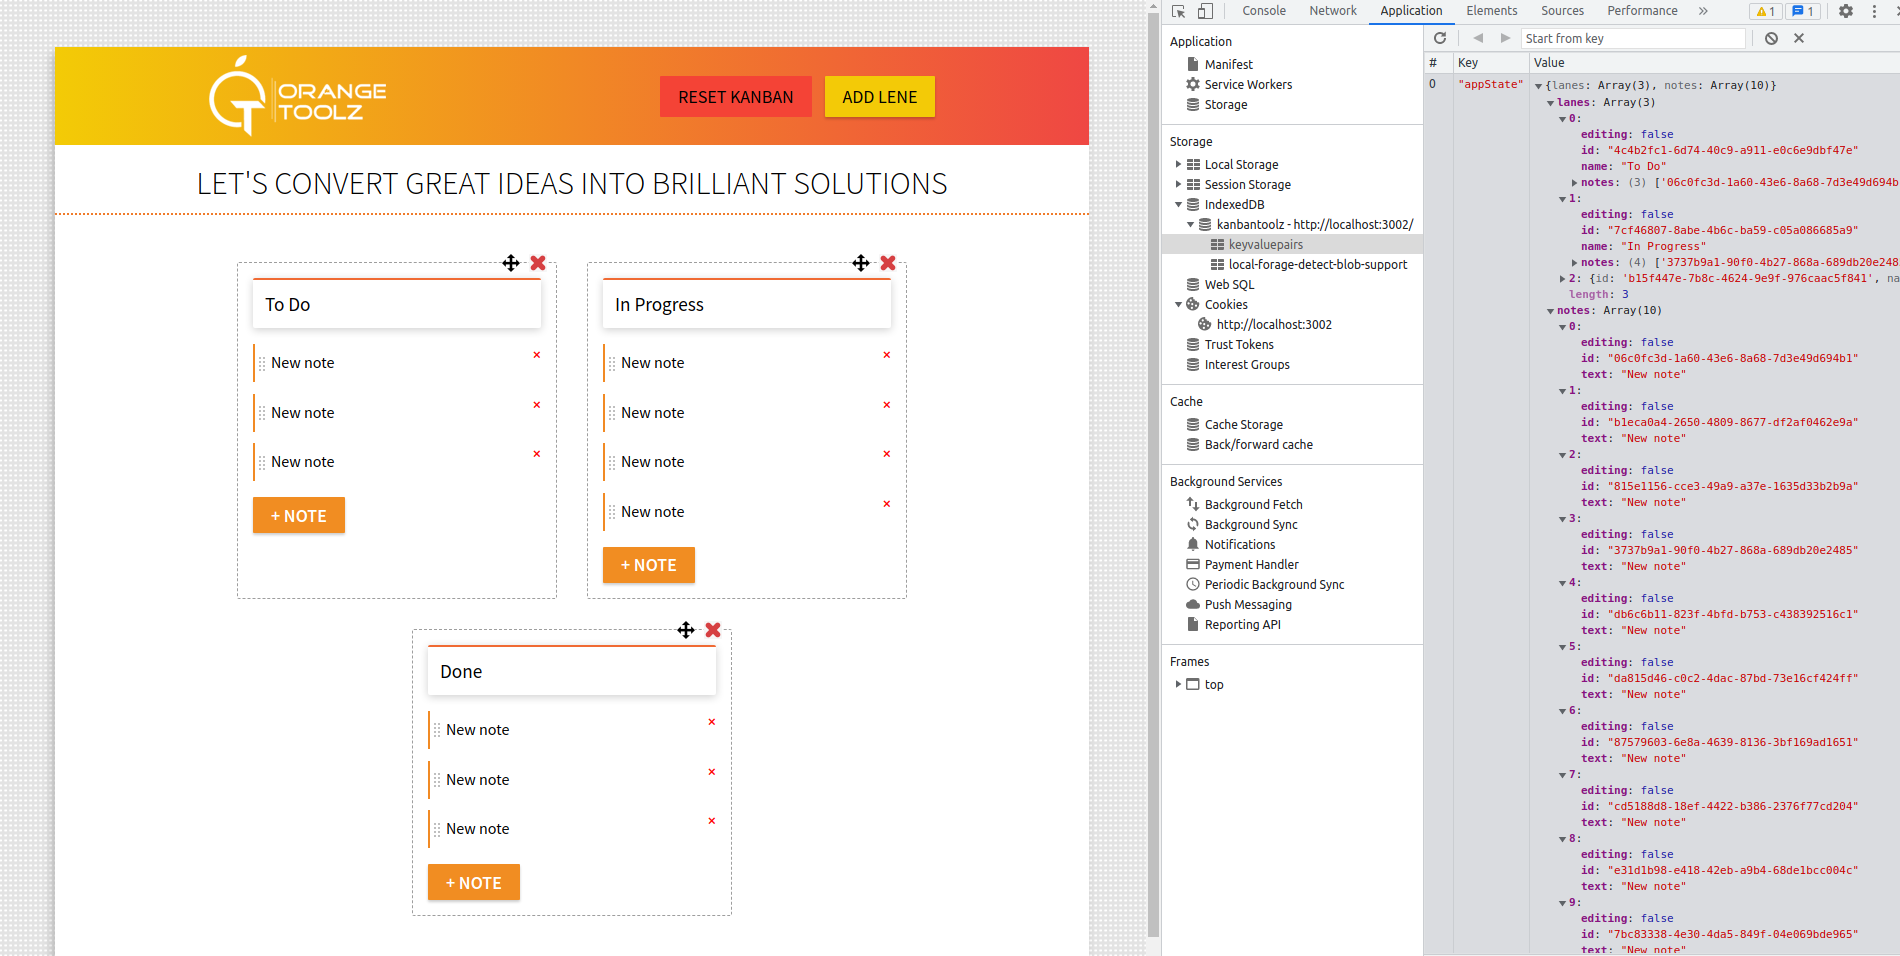 ORANGE
TOOLZ
RESET KANBAN
ADD LENE
LET'S CONVERT GREAT IDEAS INTO BRILLIANT SOLUTIONS
To Do
New note
New note
New note
+ NOTE
In Progress
New note
New note
New note
New note
+ NOTE
Done
New note
New note
New note
+ NOTE
Console Network Application Elements Sources Performance » 1 1
Application
Manifest
Service Workers
Storage
Storage
Local Storage
Session Storage
IndexedDB
kanbantoolz - http://localhost:3002/
keyvaluepairs
local-forage-detect-blob-support
Web SQL
Cookies
http://localhost:3002
Trust Tokens
Interest Groups
Cache
Cache Storage
Back/forward cache
Background Services
Background Fetch
Background Sync
Notifications
Payment Handler
Periodic Background Sync
Push Messaging
Reporting API
Frames
top
Start from key
# Key Value
0 "appState" {lanes: Array(3), notes: Array(10)}
lanes: Array(3)
0:
editing: false
id: "4c4b2fc1-6d74-40c9-a911-e0c6e9dbf47e"
name: "To Do"
notes: (3) ['06c0fc3d-1a60-43e6-8a68-7d3e49d694b
1:
editing: false
id: "7cf46807-8abe-4b6c-ba59-c05a086685a9"
name: "In Progress"
notes: (4) ['3737b9a1-90f0-4b27-868a-689db20e248
2: {id: 'b15f447e-7b8c-4624-9e9f-976caac5f841', na
length: 3
notes: Array(10)
0:
editing: false
id: "06c0fc3d-1a60-43e6-8a68-7d3e49d694b1"
text: "New note"
1:
editing: false
id: "b1eca0a4-2650-4809-8677-df2af0462e9a"
text: "New note"
2:
editing: false
id: "815e1156-cce3-49a9-a37e-1635d33b2b9a"
text: "New note"
3:
editing: false
id: "3737b9a1-90f0-4b27-868a-689db20e2485"
text: "New note"
4:
editing: false
id: "db6c6b11-823f-4bfd-b753-c438392516c1"
text: "New note"
5:
editing: false
id: "da815d46-c0c2-4dac-87bd-73e16cf424ff"
text: "New note"
6:
editing: false
id: "87579603-6e8a-4639-8136-3bf169ad1651"
text: "New note"
7:
editing: false
id: "cd5188d8-18ef-4422-b386-2376f77cd204"
text: "New note"
8:
editing: false
id: "e31d1b98-e418-42eb-a9b4-68de1bcc004c"
text: "New note"
9:
editing: false
id: "7bc83338-4e30-4da5-849f-04e069bde965"
text: "New note"